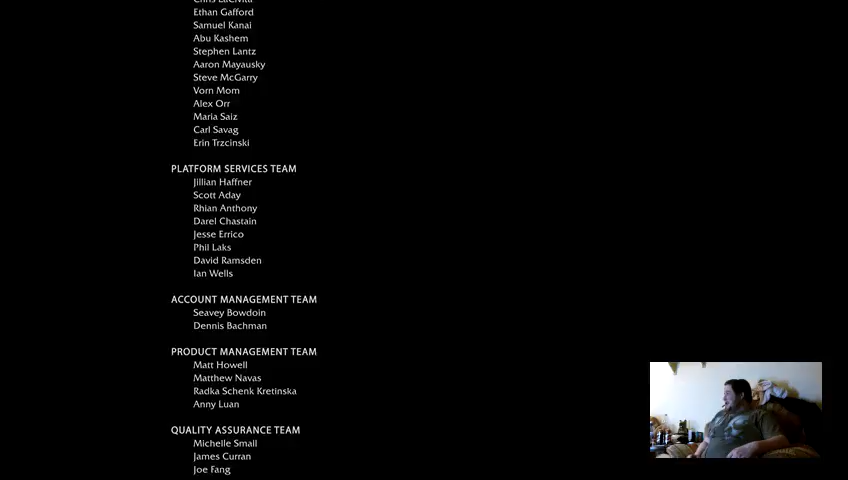 Ethan Gafford
Samuel Kanai
Abu Kashem
Stephen Lantz
Aaron Mayausky
Steve McGarry
Vorn Mom
Alex Orr
Maria Saiz
Carl Savag
Erin Trzcinski
PLATFORM SERVICES TEAM
Jillian Haffner
Scott Aday
Rhian Anthony
Darel Chastain
Jesse Errico
Phil Laks
David Ramsden
Ian Wells
ACCOUNT MANAGEMENT TEAM
Seavey Bowdoin
Dennis Bachman
PRODUCT MANAGEMENT TEAM
Matt Howell
Matthew Navas
Radka Schenk Kretinska
Anny Luan
QUALITY ASSURANCE TEAM
Michelle Small
James Curran
Joe Fang